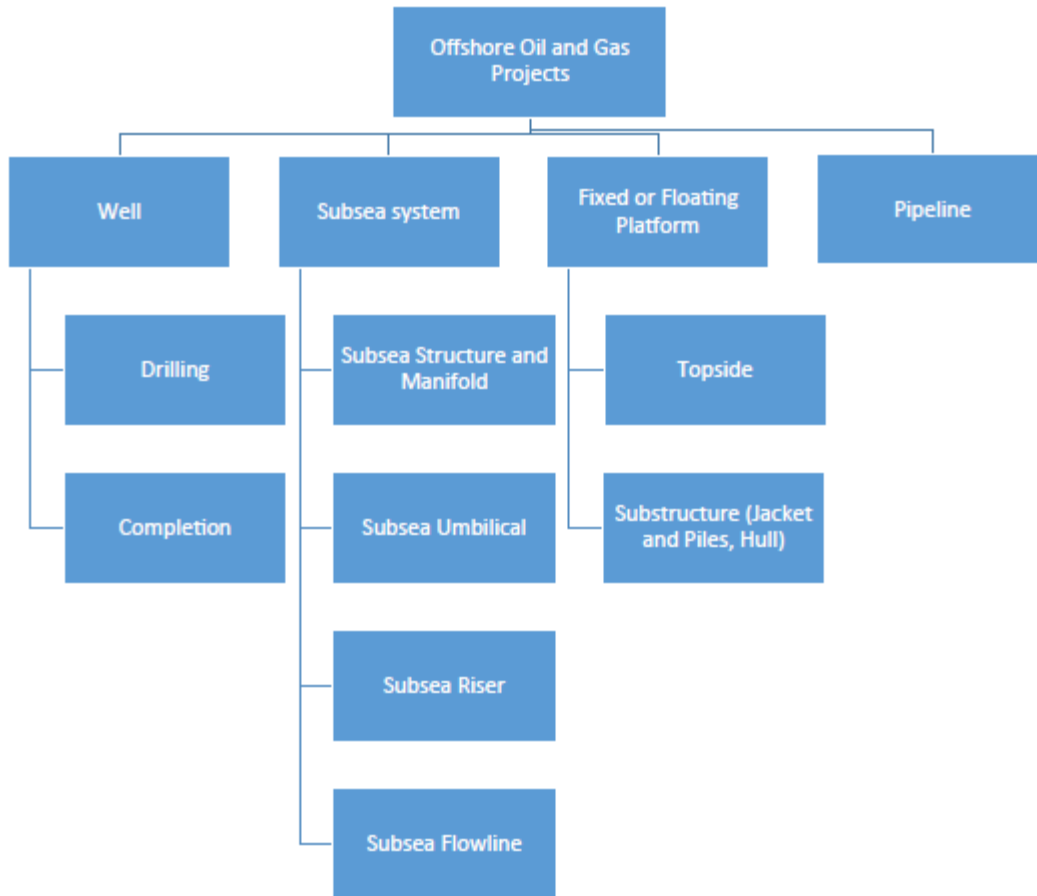 Offshore Oil and Gas
Projects
Well
Subsea system
Fixed or Floating
Platform
Pipeline
Drilling
Subsea Structure and
Manifold
Topside
Completion
Subsea Umbilical
Substructure (Jacket
and Piles, Hull)
Subsea Riser
Subsea Flowline